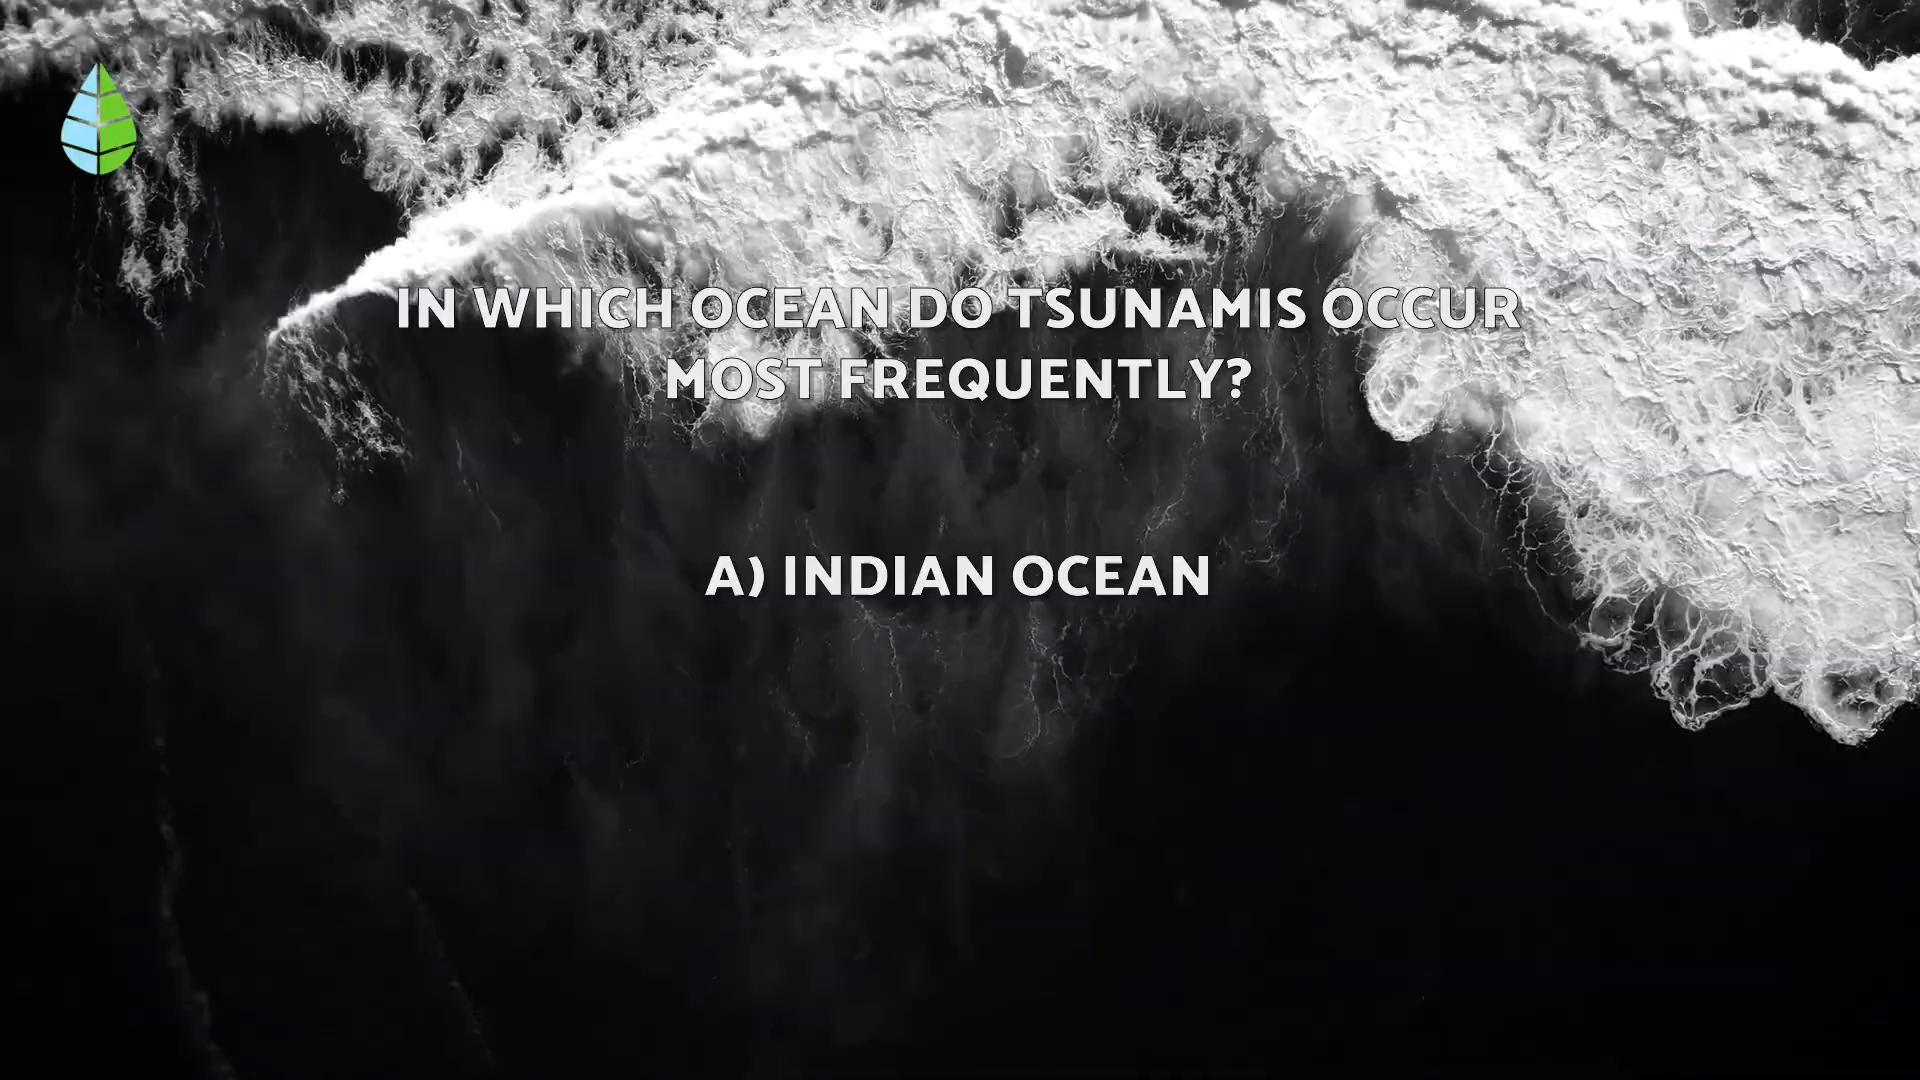 IN WHICH OCEAN DO TSUNAMIS OCCUR
MOST FREQUENTLY?
A) INDIAN OCEAN